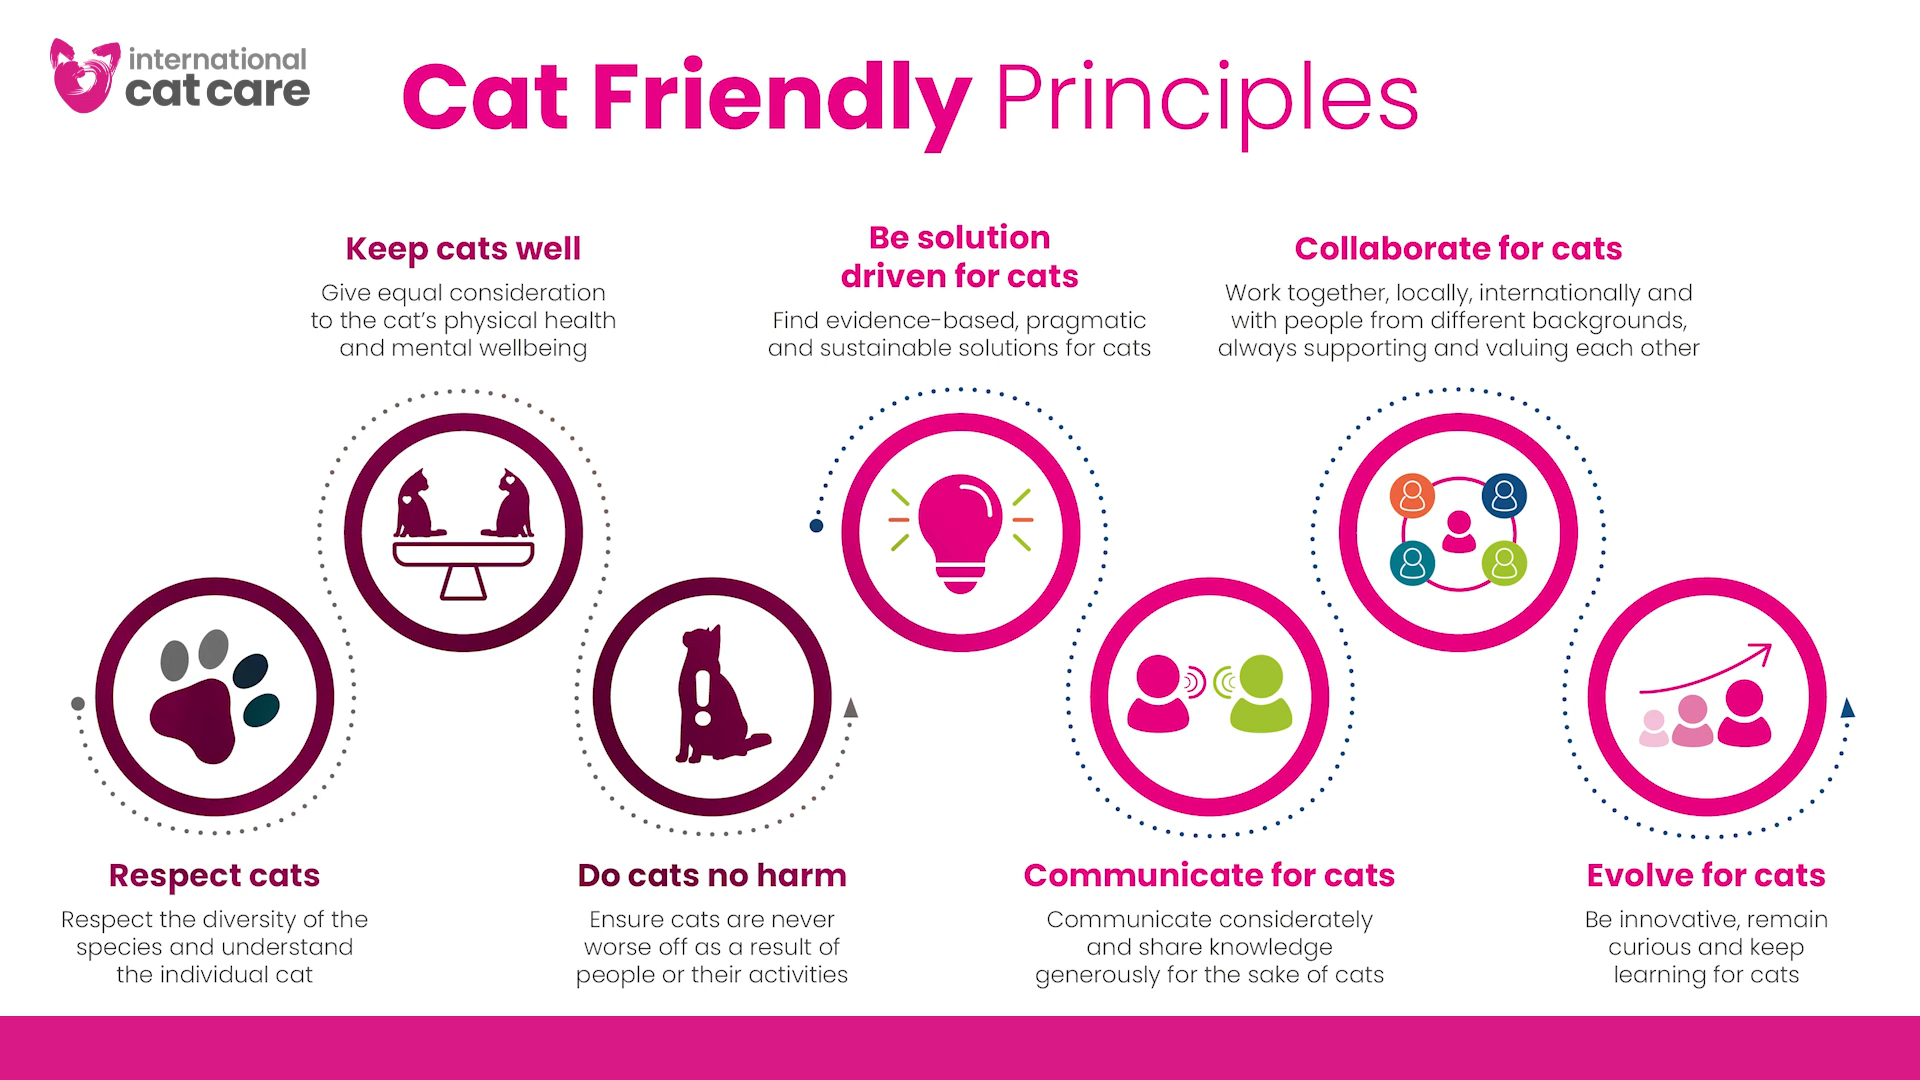 international
cat care
Cat Friendly Principles
Keep cats well
Give equal consideration
to the cat's physical health
and mental wellbeing
Be solution
driven for cats
Find evidence-based, pragmatic
and sustainable solutions for cats
Collaborate for cats
Work together, locally, internationally and
with people from different backgrounds,
always supporting and valuing each other
Respect cats
Respect the diversity of the
species and understand
the individual cat
Do cats no harm
Ensure cats are never
worse off as a result of
people or their activities
Communicate for cats
Communicate considerately
and share knowledge
generously for the sake of cats
Evolve for cats
Be innovative, remain
curious and keep
learning for cats